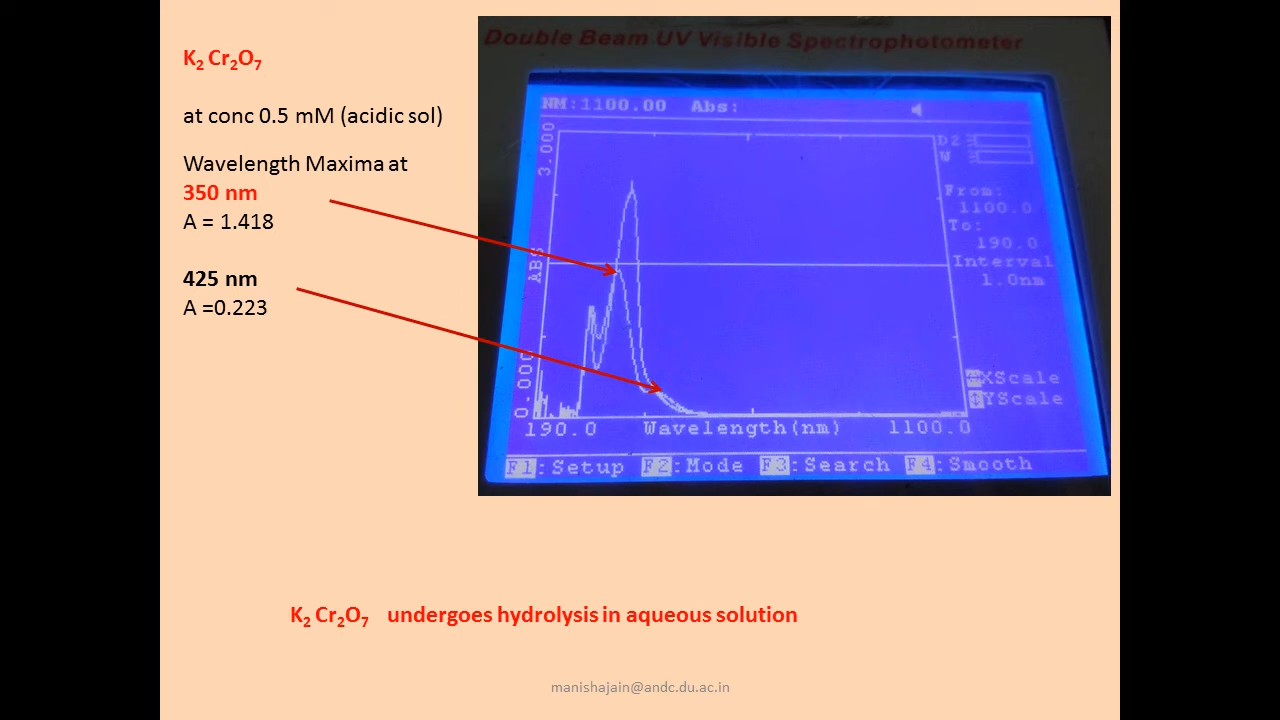 K₂ Cr₂O₇
at conc 0.5 mM (acidic sol)
Wavelength Maxima at
350 nm
A = 1.418
425 nm
A =0.223
Double Beam UV Visible Spectrophotometer
NM:1100.00 Abs:
3.000
ABS
0.000
D2
W
From:
1100.0
To:
190.0
Interval
1.0nm
XScale
YScale
190.0 Wavelength(nm) 1100.0
F1:Setup F2:Mode F3:Search F4:Smooth
K₂ Cr₂O₇ undergoes hydrolysis in aqueous solution
manishajain@andc.du.ac.in